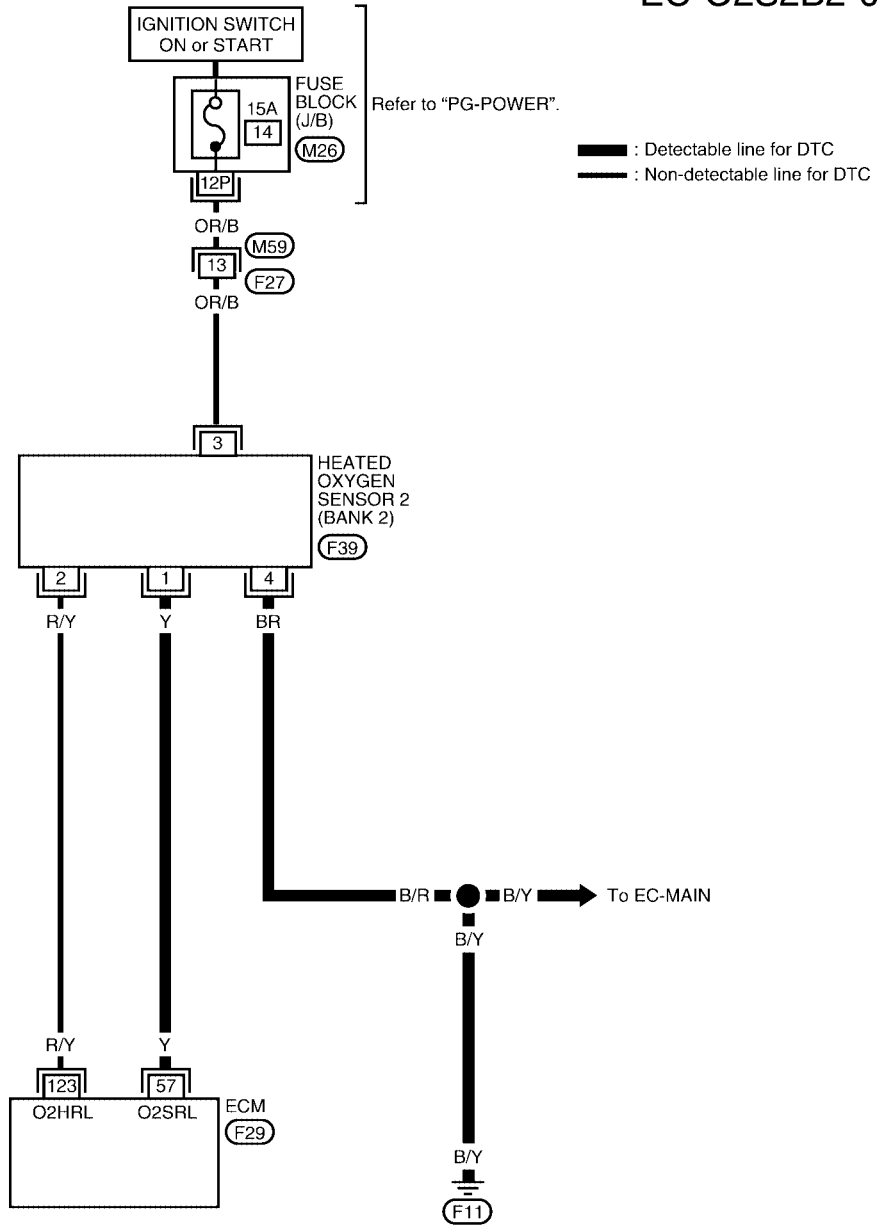 IGNITION SWITCH
ON or START
FUSE
BLOCK
(J/B)
15A
14
M26
Refer to "PG-POWER".
: Detectable line for DTC
: Non-detectable line for DTC
12P
OR/B
M59
13
F27
OR/B
3
HEATED
OXYGEN
SENSOR 2
(BANK 2)
F39
2
1
4
R/Y
Y
BR
B/R
B/Y
To EC-MAIN
B/Y
R/Y
Y
123
57
O2HRL
O2SRL
ECM
F29
B/Y
F11